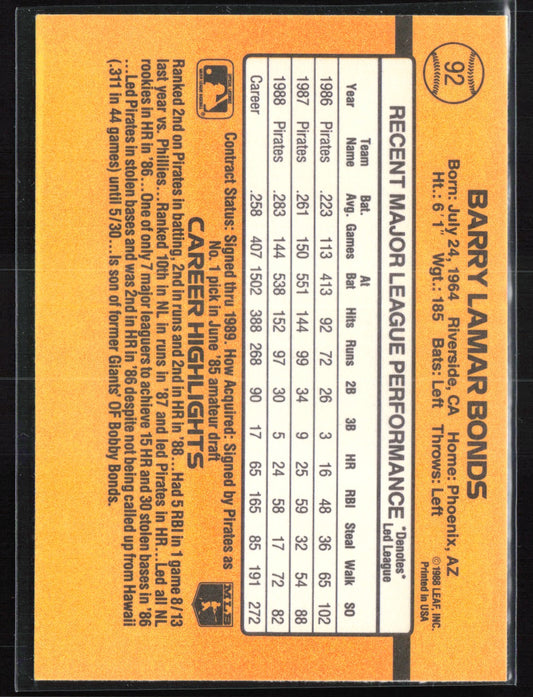 92
BARRY LAMAR BONDS
Born: July 24, 1964 Riverside, CA Home: Phoenix, AZ
Ht.: 6'1" Wgt.: 185 Bats: Left Throws: Left
© 1988 LEAF, INC.
Printed in USA
RECENT MAJOR LEAGUE PERFORMANCE *Denotes*
Led League
Team Bat. At
Year Name Avg. Games Bat Hits Runs 2B 3B HR RBI Steal Walk SO
1986 Pirates .223 113 413 92 72 26 3 16 48 36 65 102
1987 Pirates .261 150 551 144 99 34 9 25 59 32 54 88
1988 Pirates .283 144 538 152 97 30 5 24 58 17 72 82
Career .258 407 1502 388 268 90 17 65 165 85 191 272
Contract Status: Signed thru 1989. How Acquired: Signed by Pirates as
No. 1 pick in June '85 amateur draft
MLB
CAREER HIGHLIGHTS
Ranked 2nd on Pirates in batting, 2nd in runs and 2nd in HR in '88...Had 5 RBI in 1 game 8/13
last year vs. Phillies...Ranked 10th in NL in runs in '87 and led Pirates in HR...Led all NL
rookies in HR in '86...One of only 7 major leaguers to achieve 15 HR and 30 stolen bases in '86
...Led Pirates in stolen bases and was 2nd in HR in '86 despite not being called up from Hawaii
(.311 in 44 games) until 5/30...Is son of former Giants' OF Bobby Bonds.